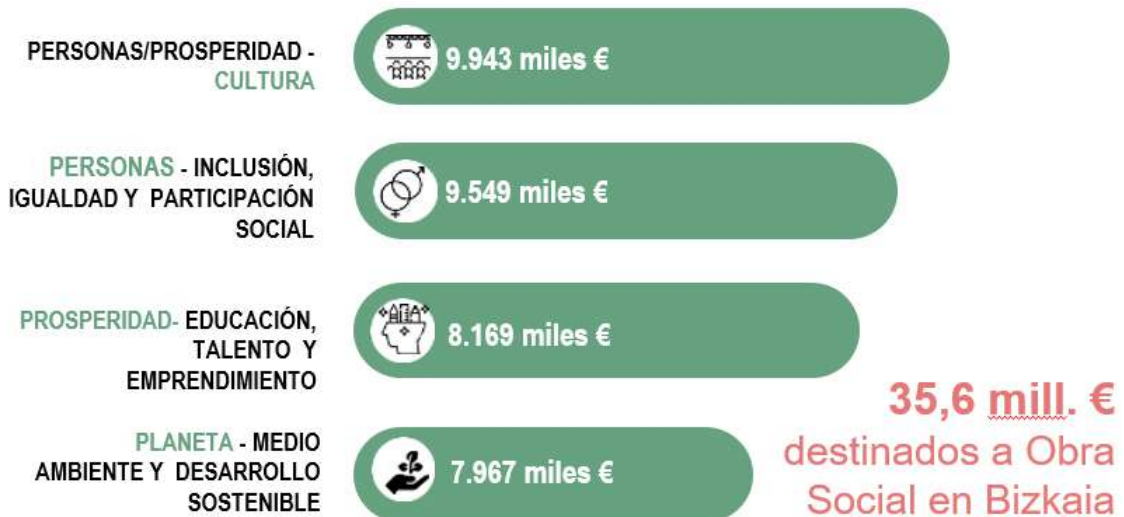 PERSONAS/PROSPERIDAD -
CULTURA
9.943 miles €
PERSONAS - INCLUSIÓN,
IGUALDAD Y PARTICIPACIÓN
SOCIAL
9.549 miles €
PROSPERIDAD- EDUCACIÓN,
TALENTO Y
EMPRENDIMIENTO
8.169 miles €
PLANETA - MEDIO
AMBIENTE Y DESARROLLO
SOSTENIBLE
7.967 miles €
35,6 mill. €
destinados a Obra
Social en Bizkaia